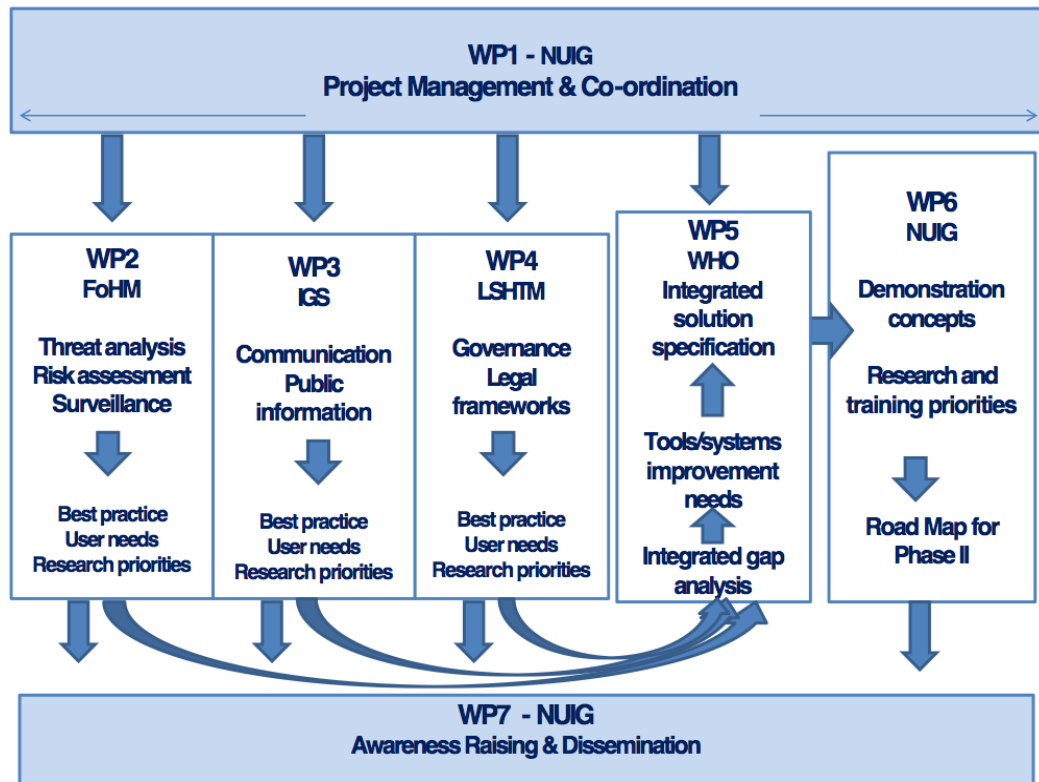 WP1 - NUIG
Project Management & Co-ordination
WP2
FoHM
Threat analysis
Risk assessment
Surveillance
Best practice
User needs
Research priorities
WP3
IGS
Communication
Public
information
Best practice
User needs
Research priorities
WP4
LSHTM
Governance
Legal
frameworks
Best practice
User needs
Research priorities
WP5
WHO
Integrated
solution
specification
Tools/systems
improvement
needs
Integrated gap
analysis
WP6
NUIG
Demonstration
concepts
Research and
training priorities
Road Map for
Phase II
WP7 - NUIG
Awareness Raising & Dissemination